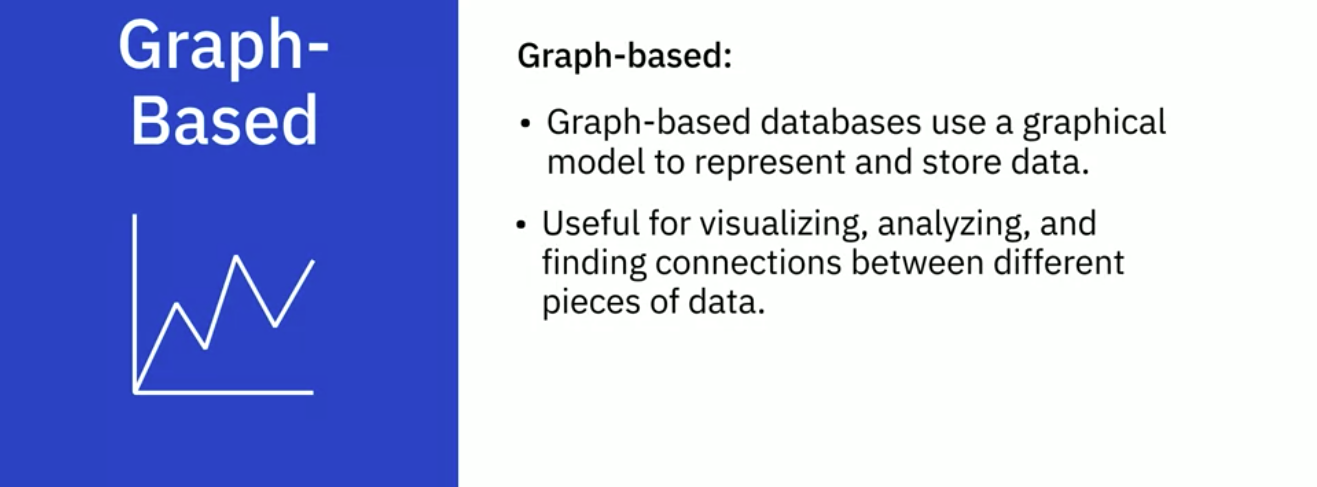 Graph-
Based
Graph-based:
• Graph-based databases use a graphical
model to represent and store data.
• Useful for visualizing, analyzing, and
finding connections between different
pieces of data.